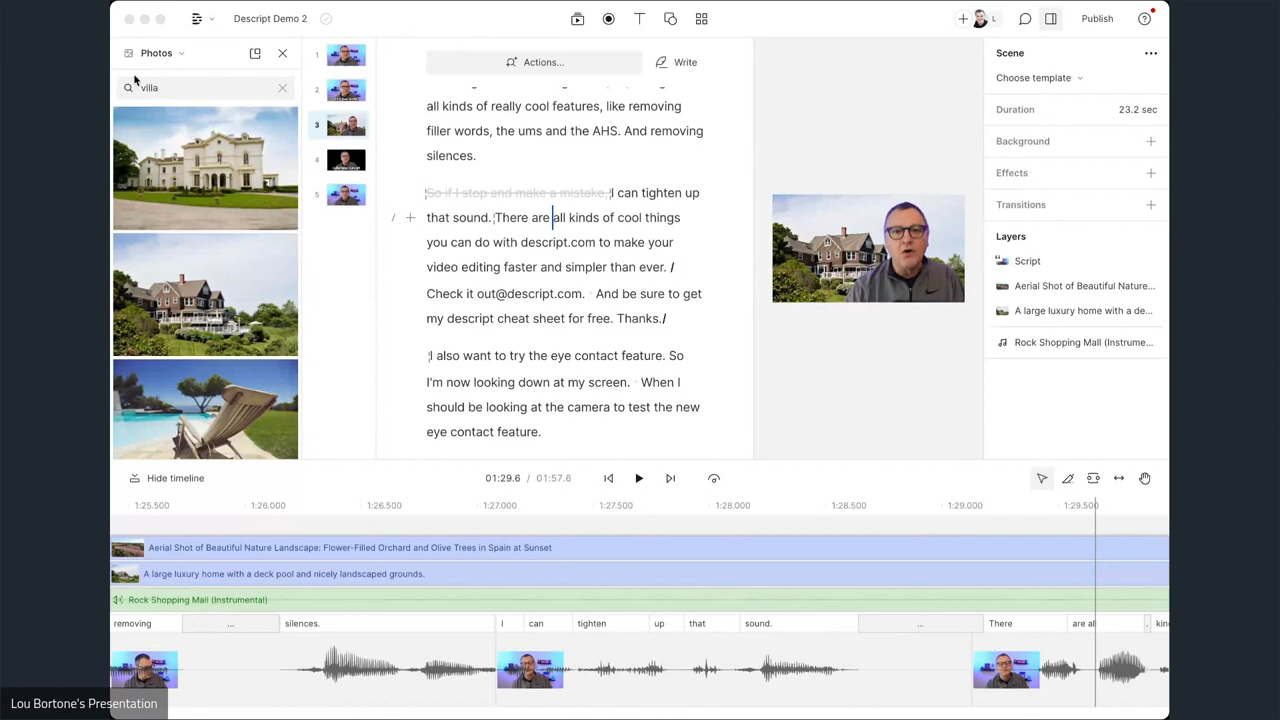 Descript Demo 2
L
Publish
Photos
villa
1
2
3
4
5
Actions...
Write
all kinds of really cool features, like removing
filler words, the ums and the AHS. And removing
silences.
So if I stop and make a mistake, I can tighten up
/ + that sound. There are all kinds of cool things
you can do with descript.com to make your
video editing faster and simpler than ever. /
Check it out@descript.com. And be sure to get
my descript cheat sheet for free. Thanks./
I also want to try the eye contact feature. So
I'm now looking down at my screen. When I
should be looking at the camera to test the new
eye contact feature.
Scene
Choose template
Duration 23.2 sec
Background
Effects
Transitions
Layers
Script
Aerial Shot of Beautiful Nature...
A large luxury home with a de...
Rock Shopping Mall (Instrume...
Hide timeline
01:29.6 / 01:57.6
1:25.500 1:26.000 1:26.500 1:27.000 1:27.500 1:28.000 1:28.500 1:29.000 1:29.500
Aerial Shot of Beautiful Nature Landscape: Flower-Filled Orchard and Olive Trees in Spain at Sunset
A large luxury home with a deck pool and nicely landscaped grounds.
Rock Shopping Mall (Instrumental)
removing ... silences. I can tighten up that sound. ... There are al . kind
Lou Bortone's Presentation